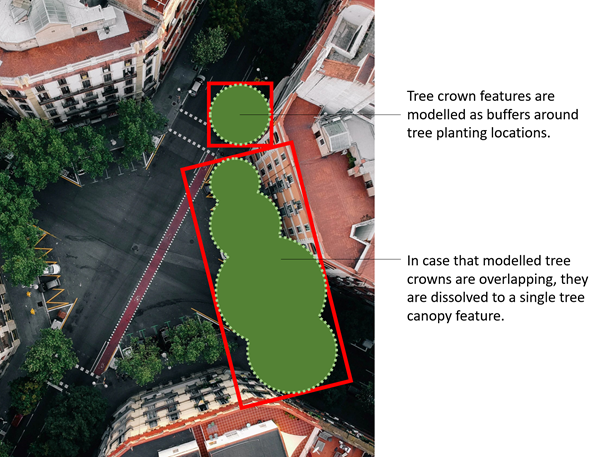 Tree crown features are
modelled as buffers around
tree planting locations.
In case that modelled tree
crowns are overlapping, they
are dissolved to a single tree
canopy feature.